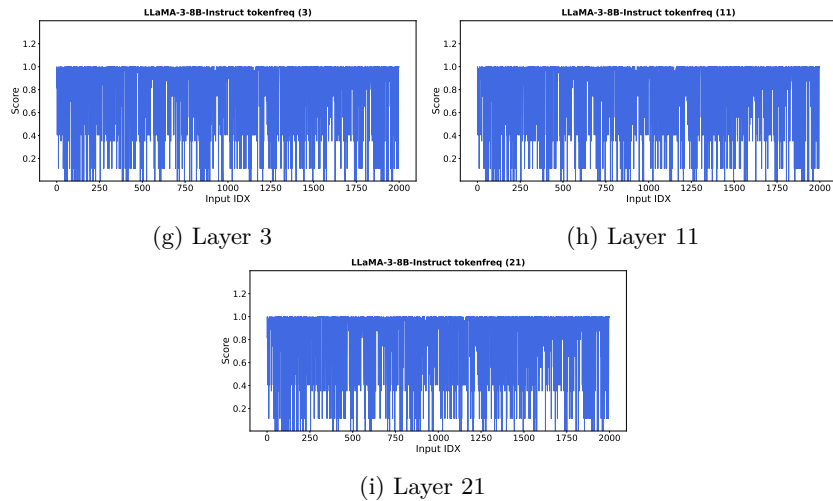 LLaMA-3-8B-Instruct tokenfreq (3)
1.2
1.0
0.8
0.6
0.4
0.2
Score
0 250 500 750 1000 1250 1500 1750 2000
Input IDX
(g) Layer 3
LLaMA-3-8B-Instruct tokenfreq (11)
1.2
1.0
0.8
0.6
0.4
0.2
Score
0 250 500 750 1000 1250 1500 1750 2000
Input IDX
(h) Layer 11
LLaMA-3-8B-Instruct tokenfreq (21)
1.2
1.0
0.8
0.6
0.4
0.2
Score
0 250 500 750 1000 1250 1500 1750 2000
Input IDX
(i) Layer 21